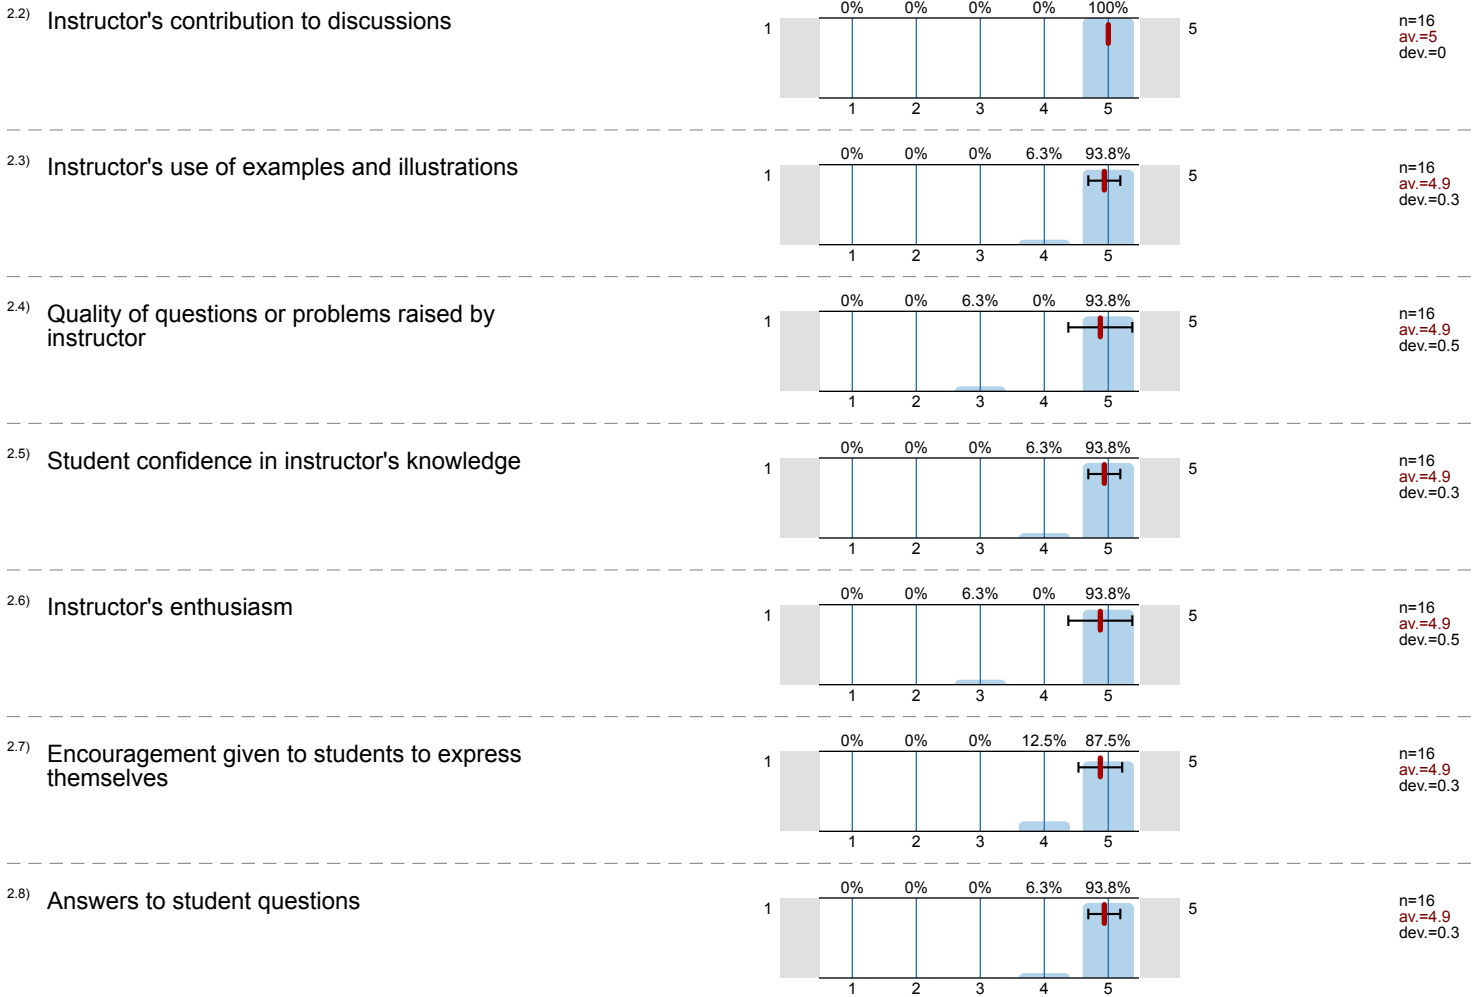 2.2) Instructor's contribution to discussions
0% 0% 0% 0% 100%
1 5
1 2 3 4 5
n=16
av.=5
dev.=0
2.3) Instructor's use of examples and illustrations
0% 0% 0% 6.3% 93.8%
1 5
1 2 3 4 5
n=16
av.=4.9
dev.=0.3
2.4) Quality of questions or problems raised by
instructor
0% 0% 6.3% 0% 93.8%
1 5
1 2 3 4 5
n=16
av.=4.9
dev.=0.5
2.5) Student confidence in instructor's knowledge
0% 0% 0% 6.3% 93.8%
1 5
1 2 3 4 5
n=16
av.=4.9
dev.=0.3
2.6) Instructor's enthusiasm
0% 0% 6.3% 0% 93.8%
1 5
1 2 3 4 5
n=16
av.=4.9
dev.=0.5
2.7) Encouragement given to students to express
themselves
0% 0% 0% 12.5% 87.5%
1 5
1 2 3 4 5
n=16
av.=4.9
dev.=0.3
2.8) Answers to student questions
0% 0% 0% 6.3% 93.8%
1 5
1 2 3 4 5
n=16
av.=4.9
dev.=0.3